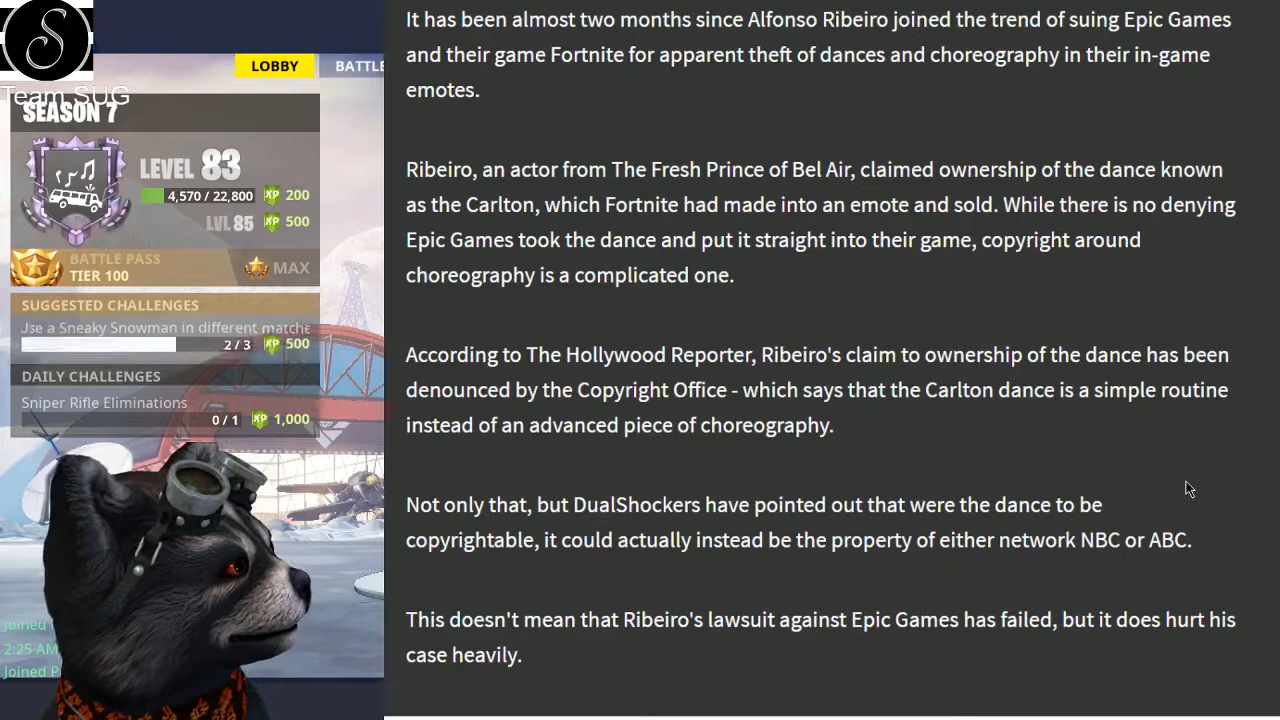 S
Team SUG
LOBBY
BATTLE
SEASON 7
LEVEL 83
4,570 / 22,800 XP 200
LVL 85 XP 500
BATTLE PASS
TIER 100
MAX
SUGGESTED CHALLENGES
Use a Sneaky Snowman in different matche
2 / 3 XP 500
DAILY CHALLENGES
Sniper Rifle Eliminations
0 / 1 XP 1,000
Joined
2:25 AM
Joined P
It has been almost two months since Alfonso Ribeiro joined the trend of suing Epic Games
and their game Fortnite for apparent theft of dances and choreography in their in-game
emotes.
Ribeiro, an actor from The Fresh Prince of Bel Air, claimed ownership of the dance known
as the Carlton, which Fortnite had made into an emote and sold. While there is no denying
Epic Games took the dance and put it straight into their game, copyright around
choreography is a complicated one.
According to The Hollywood Reporter, Ribeiro's claim to ownership of the dance has been
denounced by the Copyright Office - which says that the Carlton dance is a simple routine
instead of an advanced piece of choreography.
Not only that, but DualShockers have pointed out that were the dance to be
copyrightable, it could actually instead be the property of either network NBC or ABC.
This doesn't mean that Ribeiro's lawsuit against Epic Games has failed, but it does hurt his
case heavily.